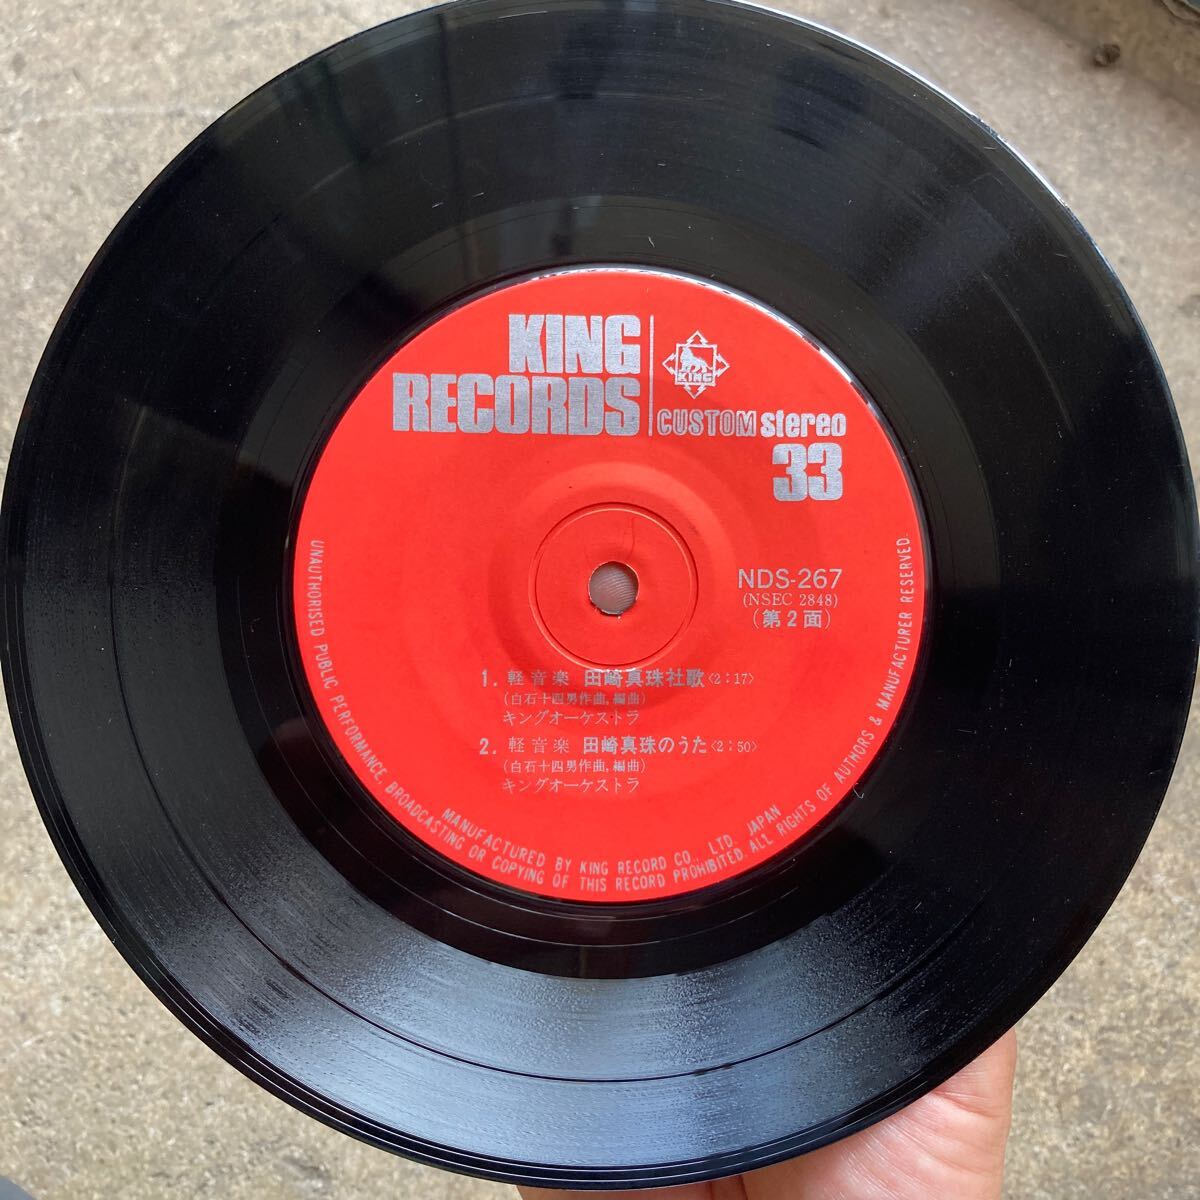 KING
RECORDS
KING
CUSTOM stereo
33
NDS-267
(NSEC 2848)
(第2面)
1. 軽音楽 田崎真珠社歌〈2:17〉
(白石十四男作曲,編曲)
キングオーケストラ
2. 軽音楽 田崎真珠のうた〈2:50〉
(白石十四男作曲,編曲)
キングオーケストラ
MANUFACTURED BY KING RECORD CO., LTD. JAPAN
UNAUTHORISED PUBLIC PERFORMANCE, BROADCASTING OR COPYING OF THIS RECORD PROHIBITED. ALL RIGHTS OF AUTHORS & MANUFACTURER RESERVED.